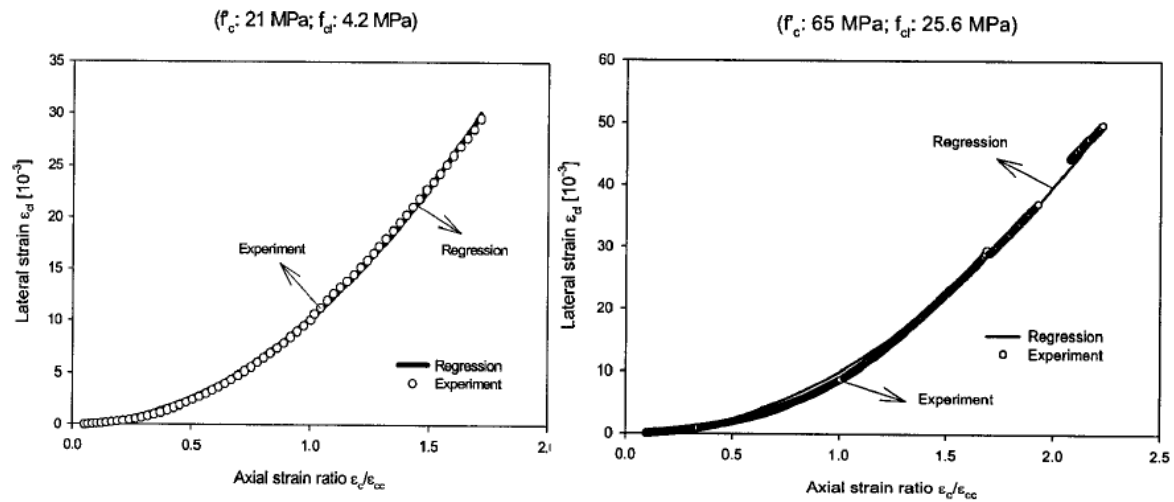 (f'c: 21 MPa; fcl: 4.2 MPa)
35
30
25
20
15
10
5
0
0.0
0.5
1.0
1.5
2.0
Lateral strain εcl [10⁻³]
Axial strain ratio εc/εcc
Experiment
Regression
Regression
Experiment
(f'c: 65 MPa; fcl: 25.6 MPa)
60
50
40
30
20
10
0
0.0
0.5
1.0
1.5
2.0
2.5
Lateral strain εcl [10⁻³]
Axial strain ratio εc/εcc
Regression
Experiment
Regression
Experiment